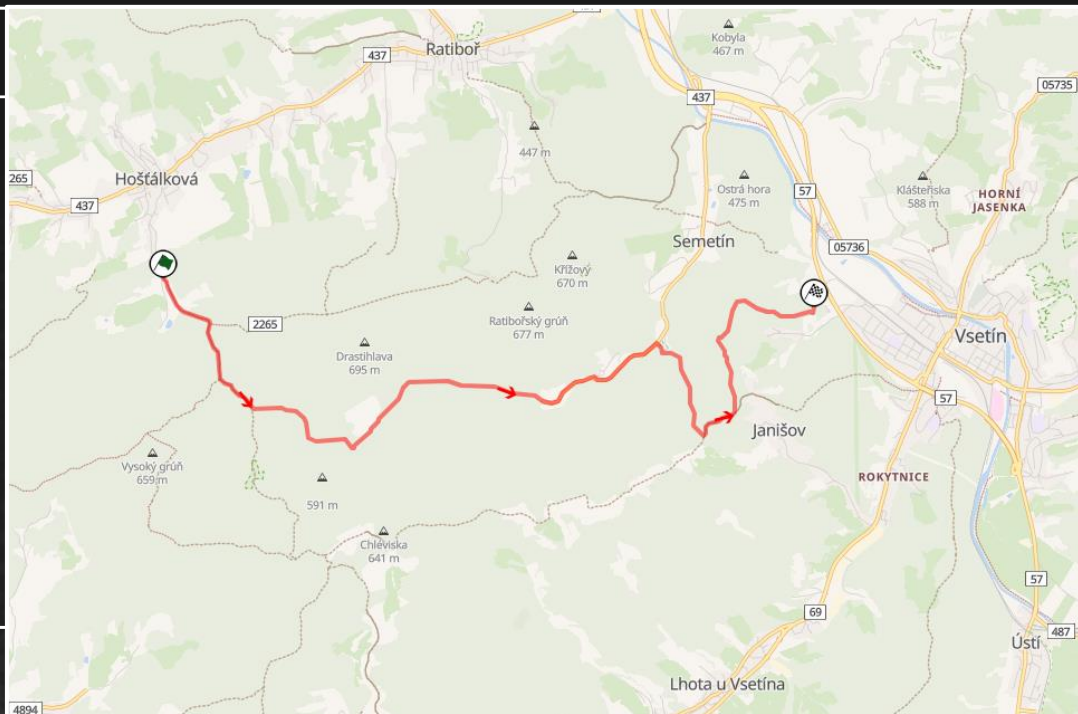 437
Ratiboř
437
Kobyla
467 m
437
05735
447 m
Hošťálková
265
437
Ostrá hora
475 m
57
Klášteřiska
588 m
HORNÍ
JASENKA
Semetín
05736
Křížový
670 m
2265
Ratibořský grúň
677 m
Drastihlava
695 m
Vsetín
57
Janišov
Vysoký grúň
659 m
591 m
ROKYTNICE
Chléviska
641 m
57
69
487
Ústí
Lhota u Vsetína
4894